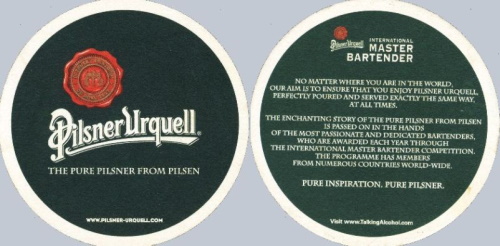 Pilsner Urquell®
THE PURE PILSNER FROM PILSEN
WWW.PILSNER-URQUELL.COM
Pilsner Urquell
INTERNATIONAL
MASTER
BARTENDER
NO MATTER WHERE YOU ARE IN THE WORLD,
OUR AIM IS TO ENSURE THAT YOU ENJOY PILSNER URQUELL,
PERFECTLY POURED AND SERVED EXACTLY THE SAME WAY,
AT ALL TIMES.
THE ENCHANTING STORY OF THE PURE PILSNER FROM PILSEN
IS PASSED ON IN THE HANDS
OF THE MOST PASSIONATE AND DEDICATED BARTENDERS,
WHO ARE AWARDED EACH YEAR THROUGH
THE INTERNATIONAL MASTER BARTENDER COMPETITION.
THE PROGRAMME HAS MEMBERS
FROM NUMEROUS COUNTRIES WORLD-WIDE.
PURE INSPIRATION. PURE PILSNER.
Visit www.TalkingAlcohol.com